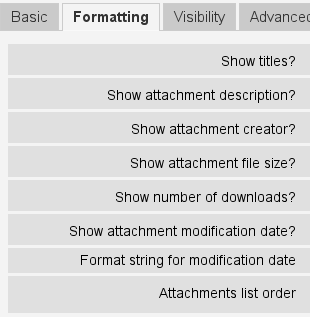 Basic Formatting Visibility Advanced
Show titles?
Show attachment description?
Show attachment creator?
Show attachment file size?
Show number of downloads?
Show attachment modification date?
Format string for modification date
Attachments list order